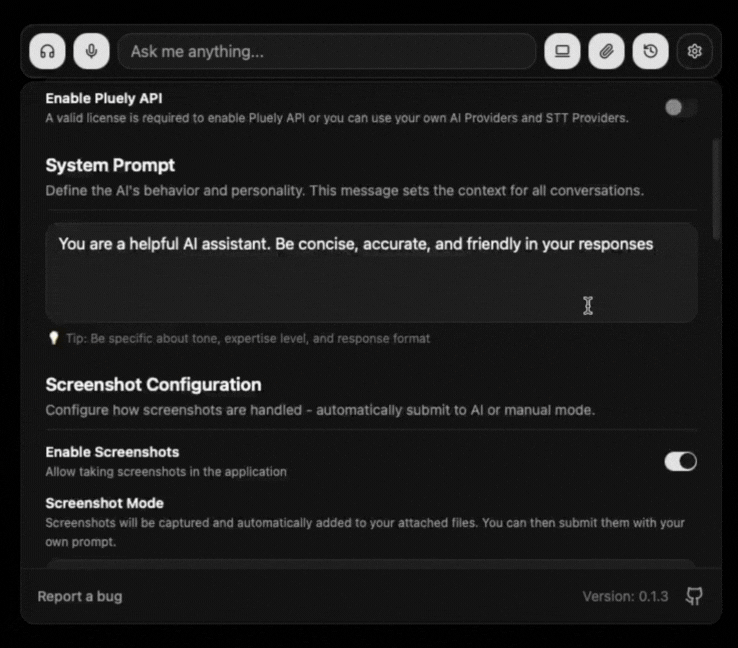 Ask me anything...
Enable Pluely API
A valid license is required to enable Pluely API or you can use your own AI Providers and STT Providers.
System Prompt
Define the AI's behavior and personality. This message sets the context for all conversations.
You are a helpful AI assistant. Be concise, accurate, and friendly in your responses
Tip: Be specific about tone, expertise level, and response format
Screenshot Configuration
Configure how screenshots are handled - automatically submit to AI or manual mode.
Enable Screenshots
Allow taking screenshots in the application
Screenshot Mode
Screenshots will be captured and automatically added to your attached files. You can then submit them with your
own prompt.
Report a bug
Version: 0.1.3